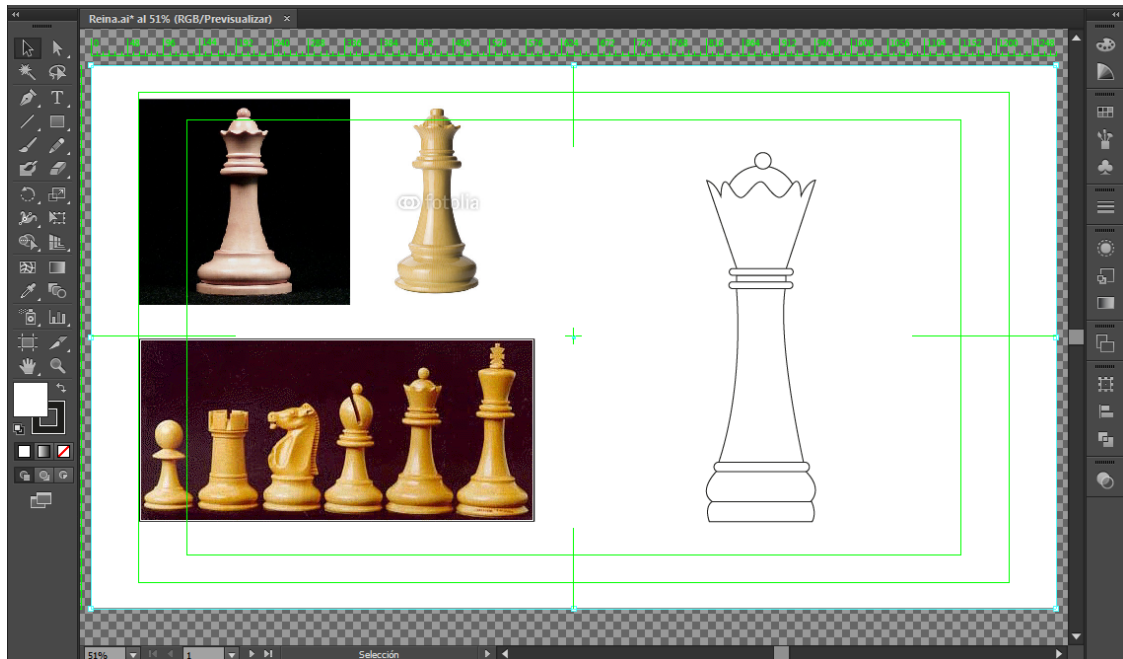 Reina.ai* al 51% (RGB/Previsualizar) ×
fotolia
51%
1
Selección